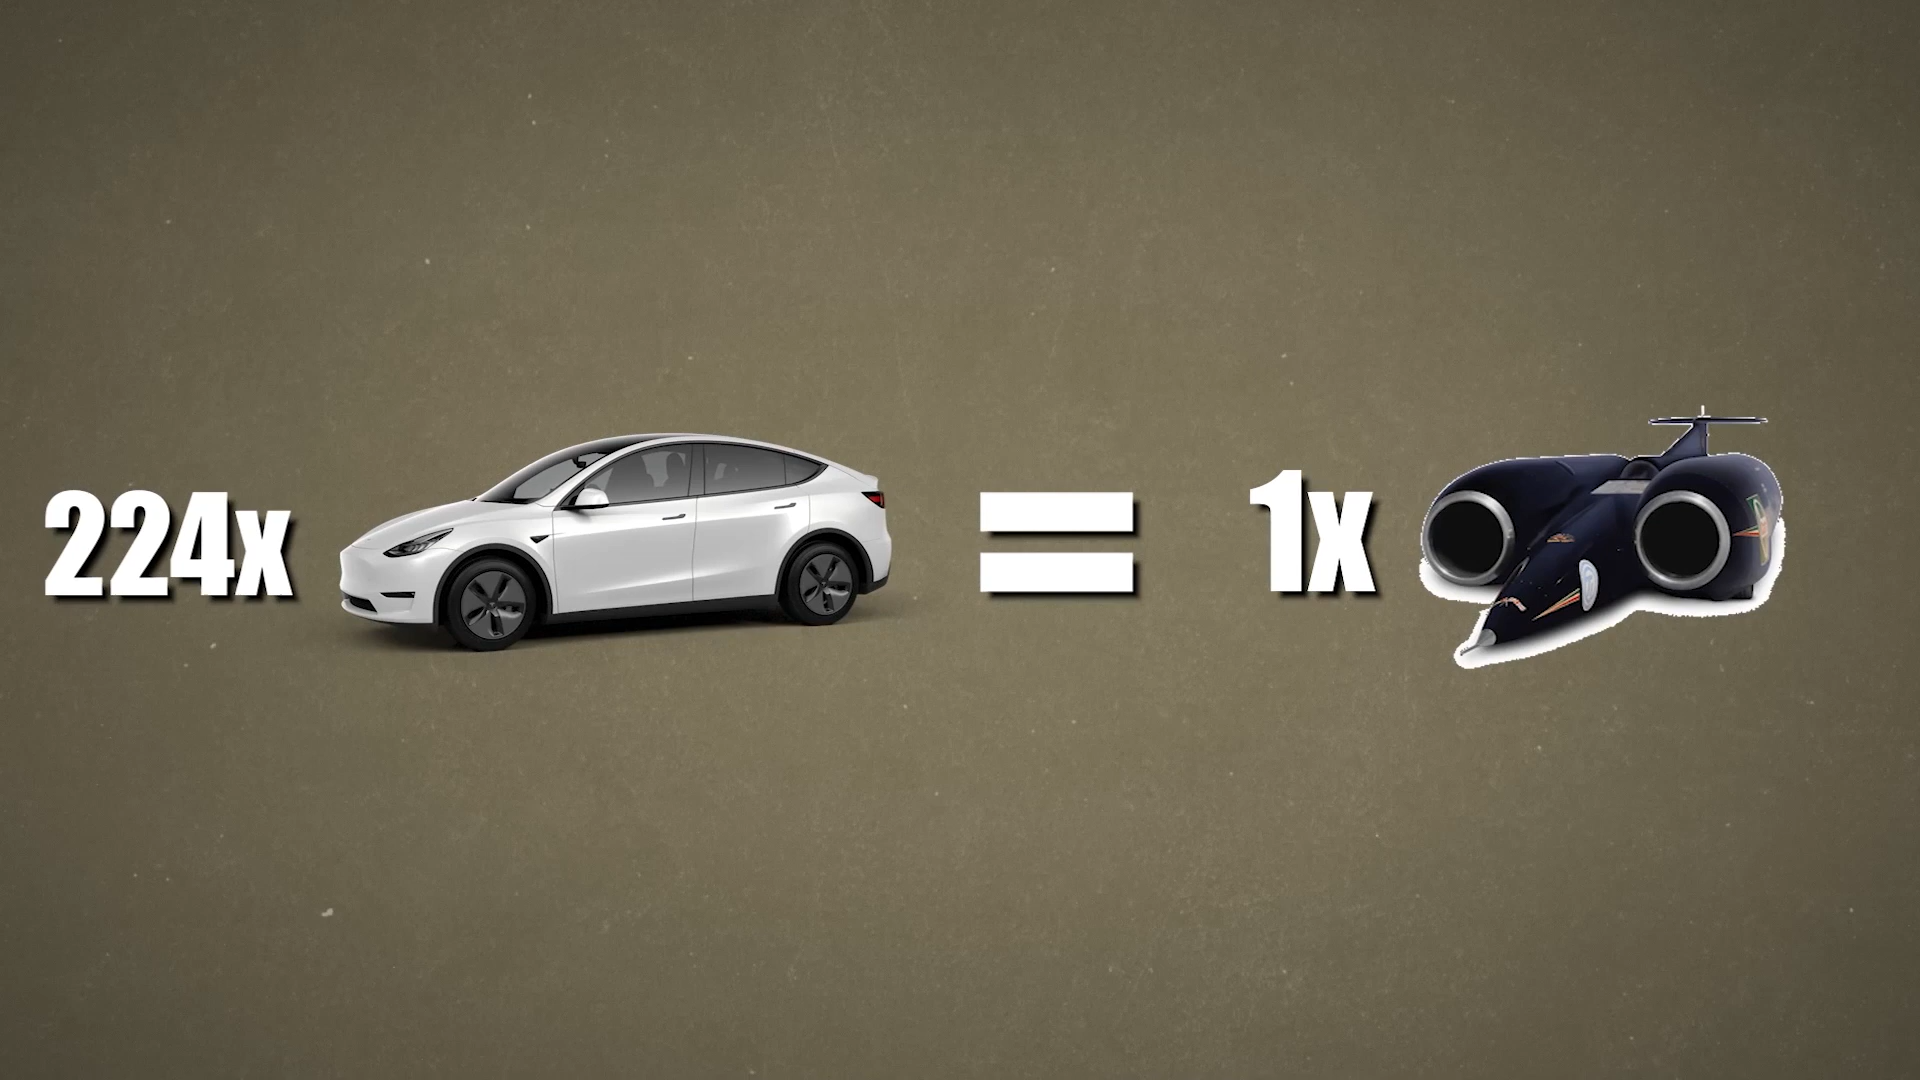 224x = 1x